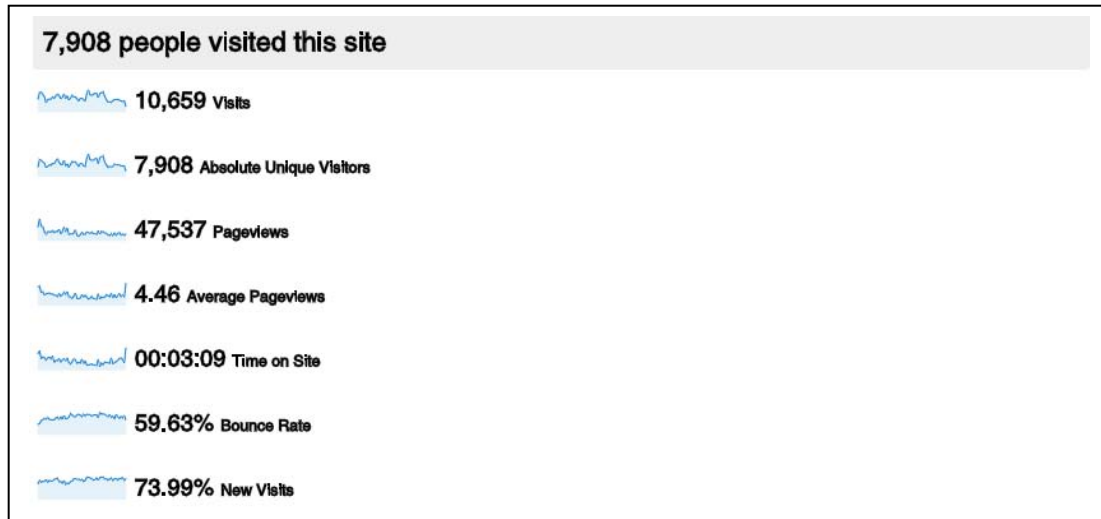 7,908 people visited this site
10,659 Visits
7,908 Absolute Unique Visitors
47,537 Pageviews
4.46 Average Pageviews
00:03:09 Time on Site
59.63% Bounce Rate
73.99% New Visits